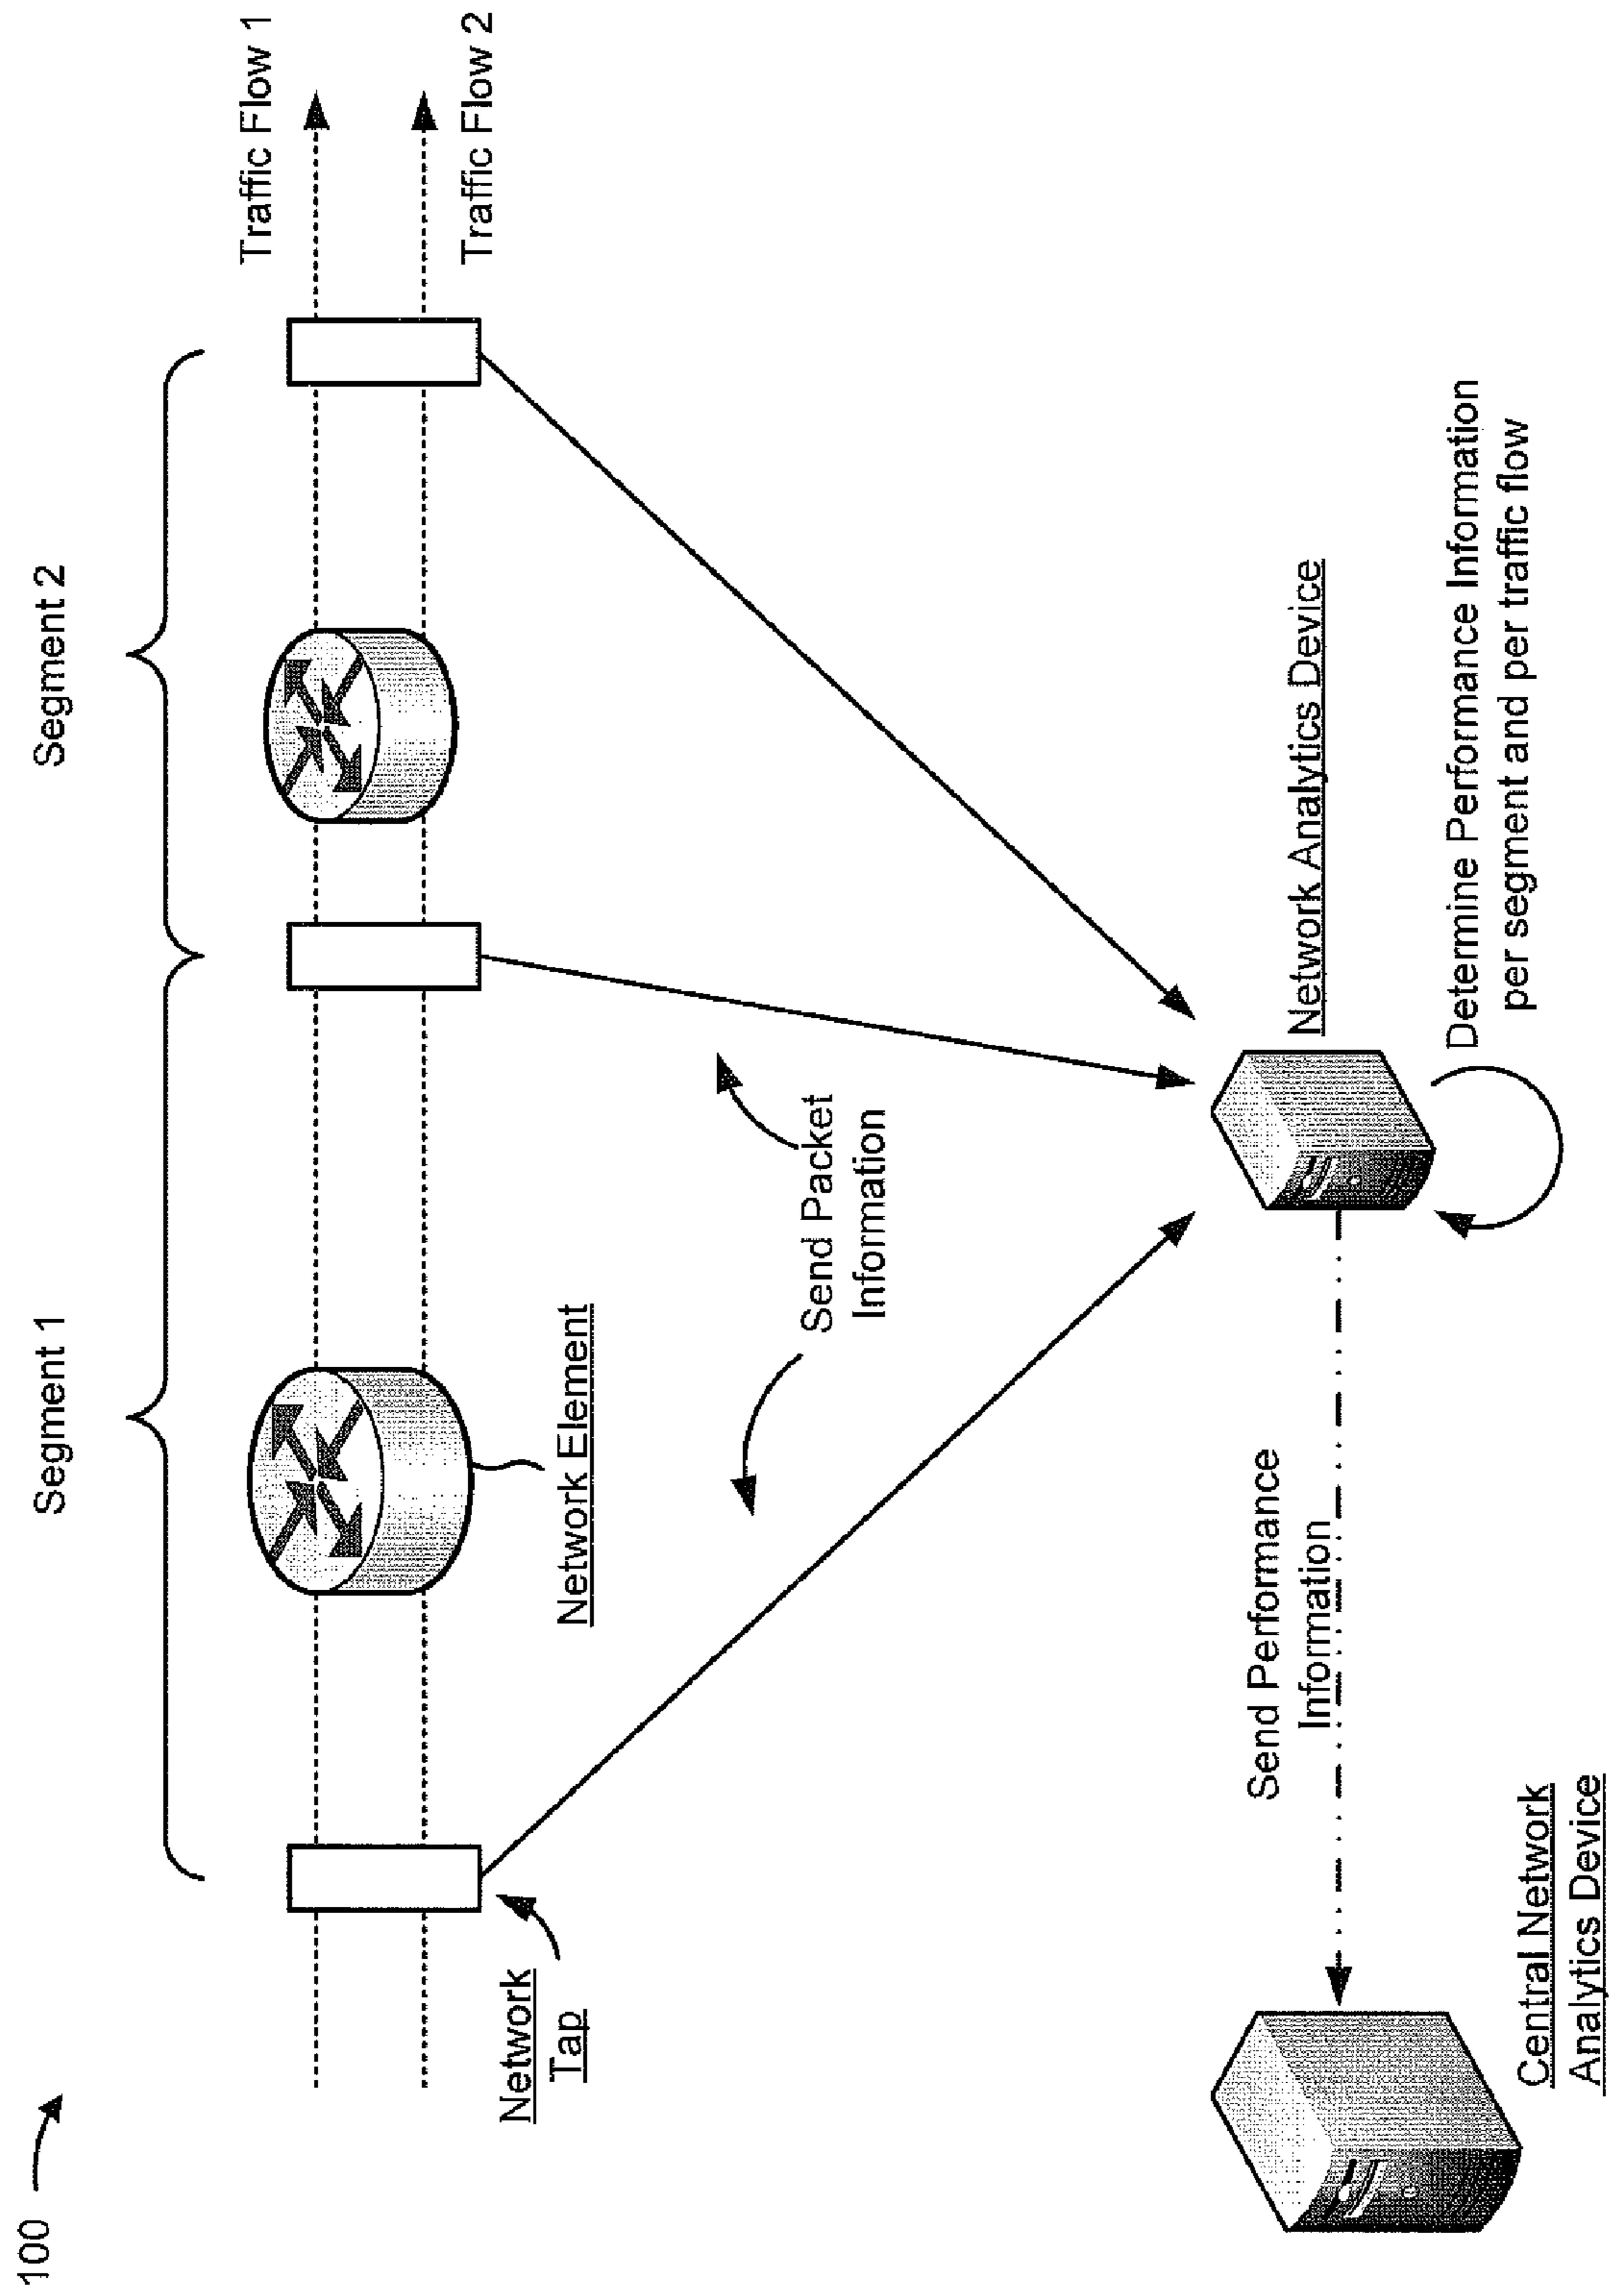 100
Segment 1
Segment 2
Traffic Flow 1
Traffic Flow 2
Network
Tap
Network Element
Send Packet
Information
Send Performance
Information
Network Analytics Device
Central Network
Analytics Device
Determine Performance Information
per segment and per traffic flow